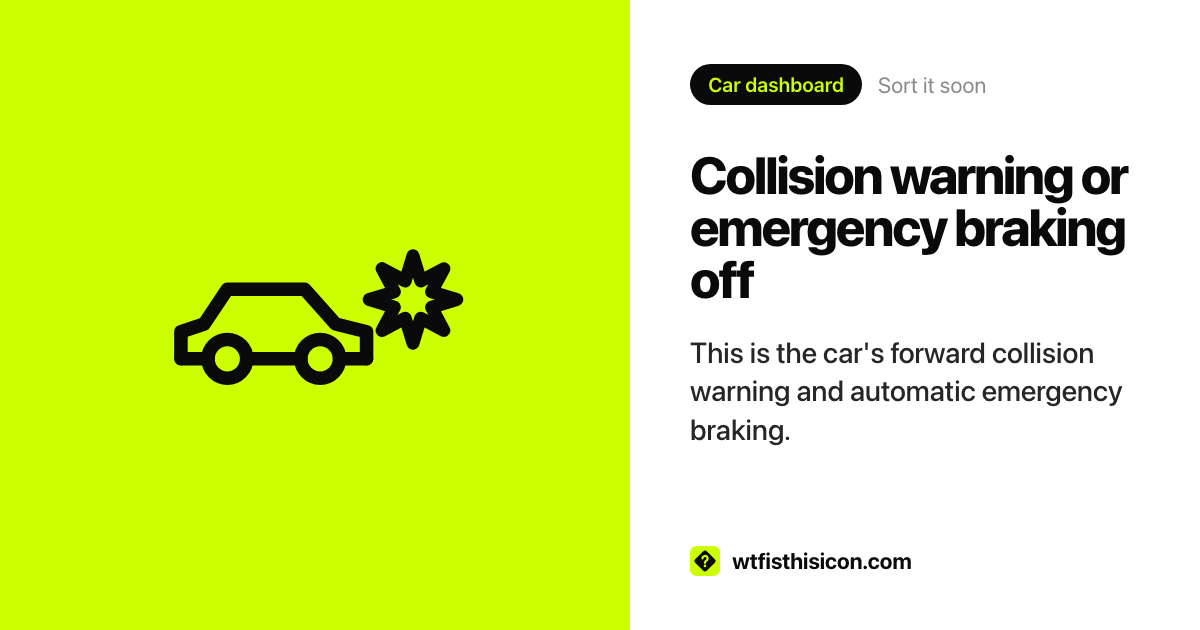 Car dashboard
Sort it soon
Collision warning or
emergency braking
off
This is the car's forward collision
warning and automatic emergency
braking.
?
wtfisthisicon.com